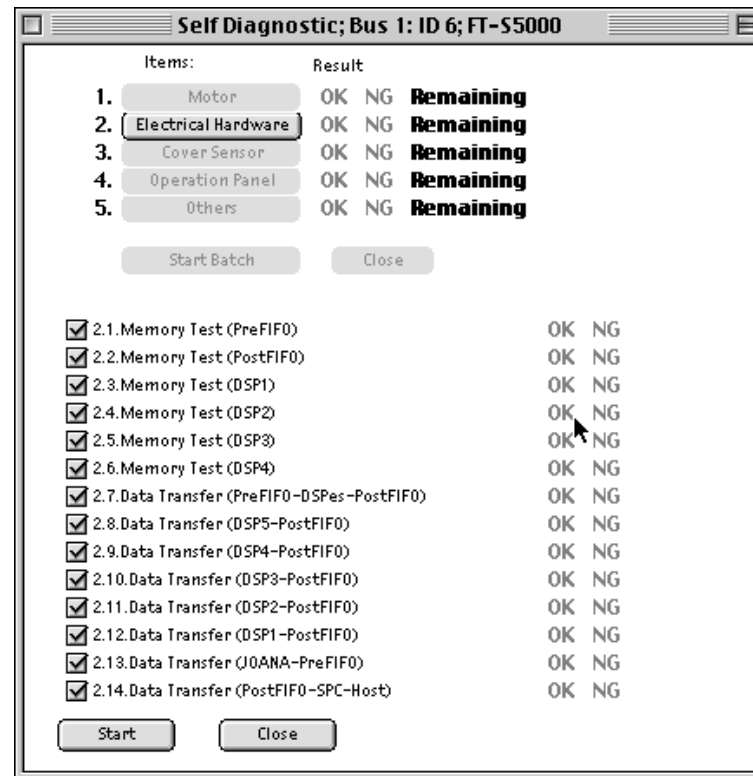 Self Diagnostic; Bus 1: ID 6; FT-S5000
Items: Result
1. Motor OK NG Remaining
2. Electrical Hardware OK NG Remaining
3. Cover Sensor OK NG Remaining
4. Operation Panel OK NG Remaining
5. Others OK NG Remaining
Start Batch Close
2.1.Memory Test (PreFIFO) OK NG
2.2.Memory Test (PostFIFO) OK NG
2.3.Memory Test (DSP1) OK NG
2.4.Memory Test (DSP2) OK NG
2.5.Memory Test (DSP3) OK NG
2.6.Memory Test (DSP4) OK NG
2.7.Data Transfer (PreFIFO-DSPes-PostFIFO) OK NG
2.8.Data Transfer (DSP5-PostFIFO) OK NG
2.9.Data Transfer (DSP4-PostFIFO) OK NG
2.10.Data Transfer (DSP3-PostFIFO) OK NG
2.11.Data Transfer (DSP2-PostFIFO) OK NG
2.12.Data Transfer (DSP1-PostFIFO) OK NG
2.13.Data Transfer (JOANA-PreFIFO) OK NG
2.14.Data Transfer (PostFIFO-SPC-Host) OK NG
Start Close